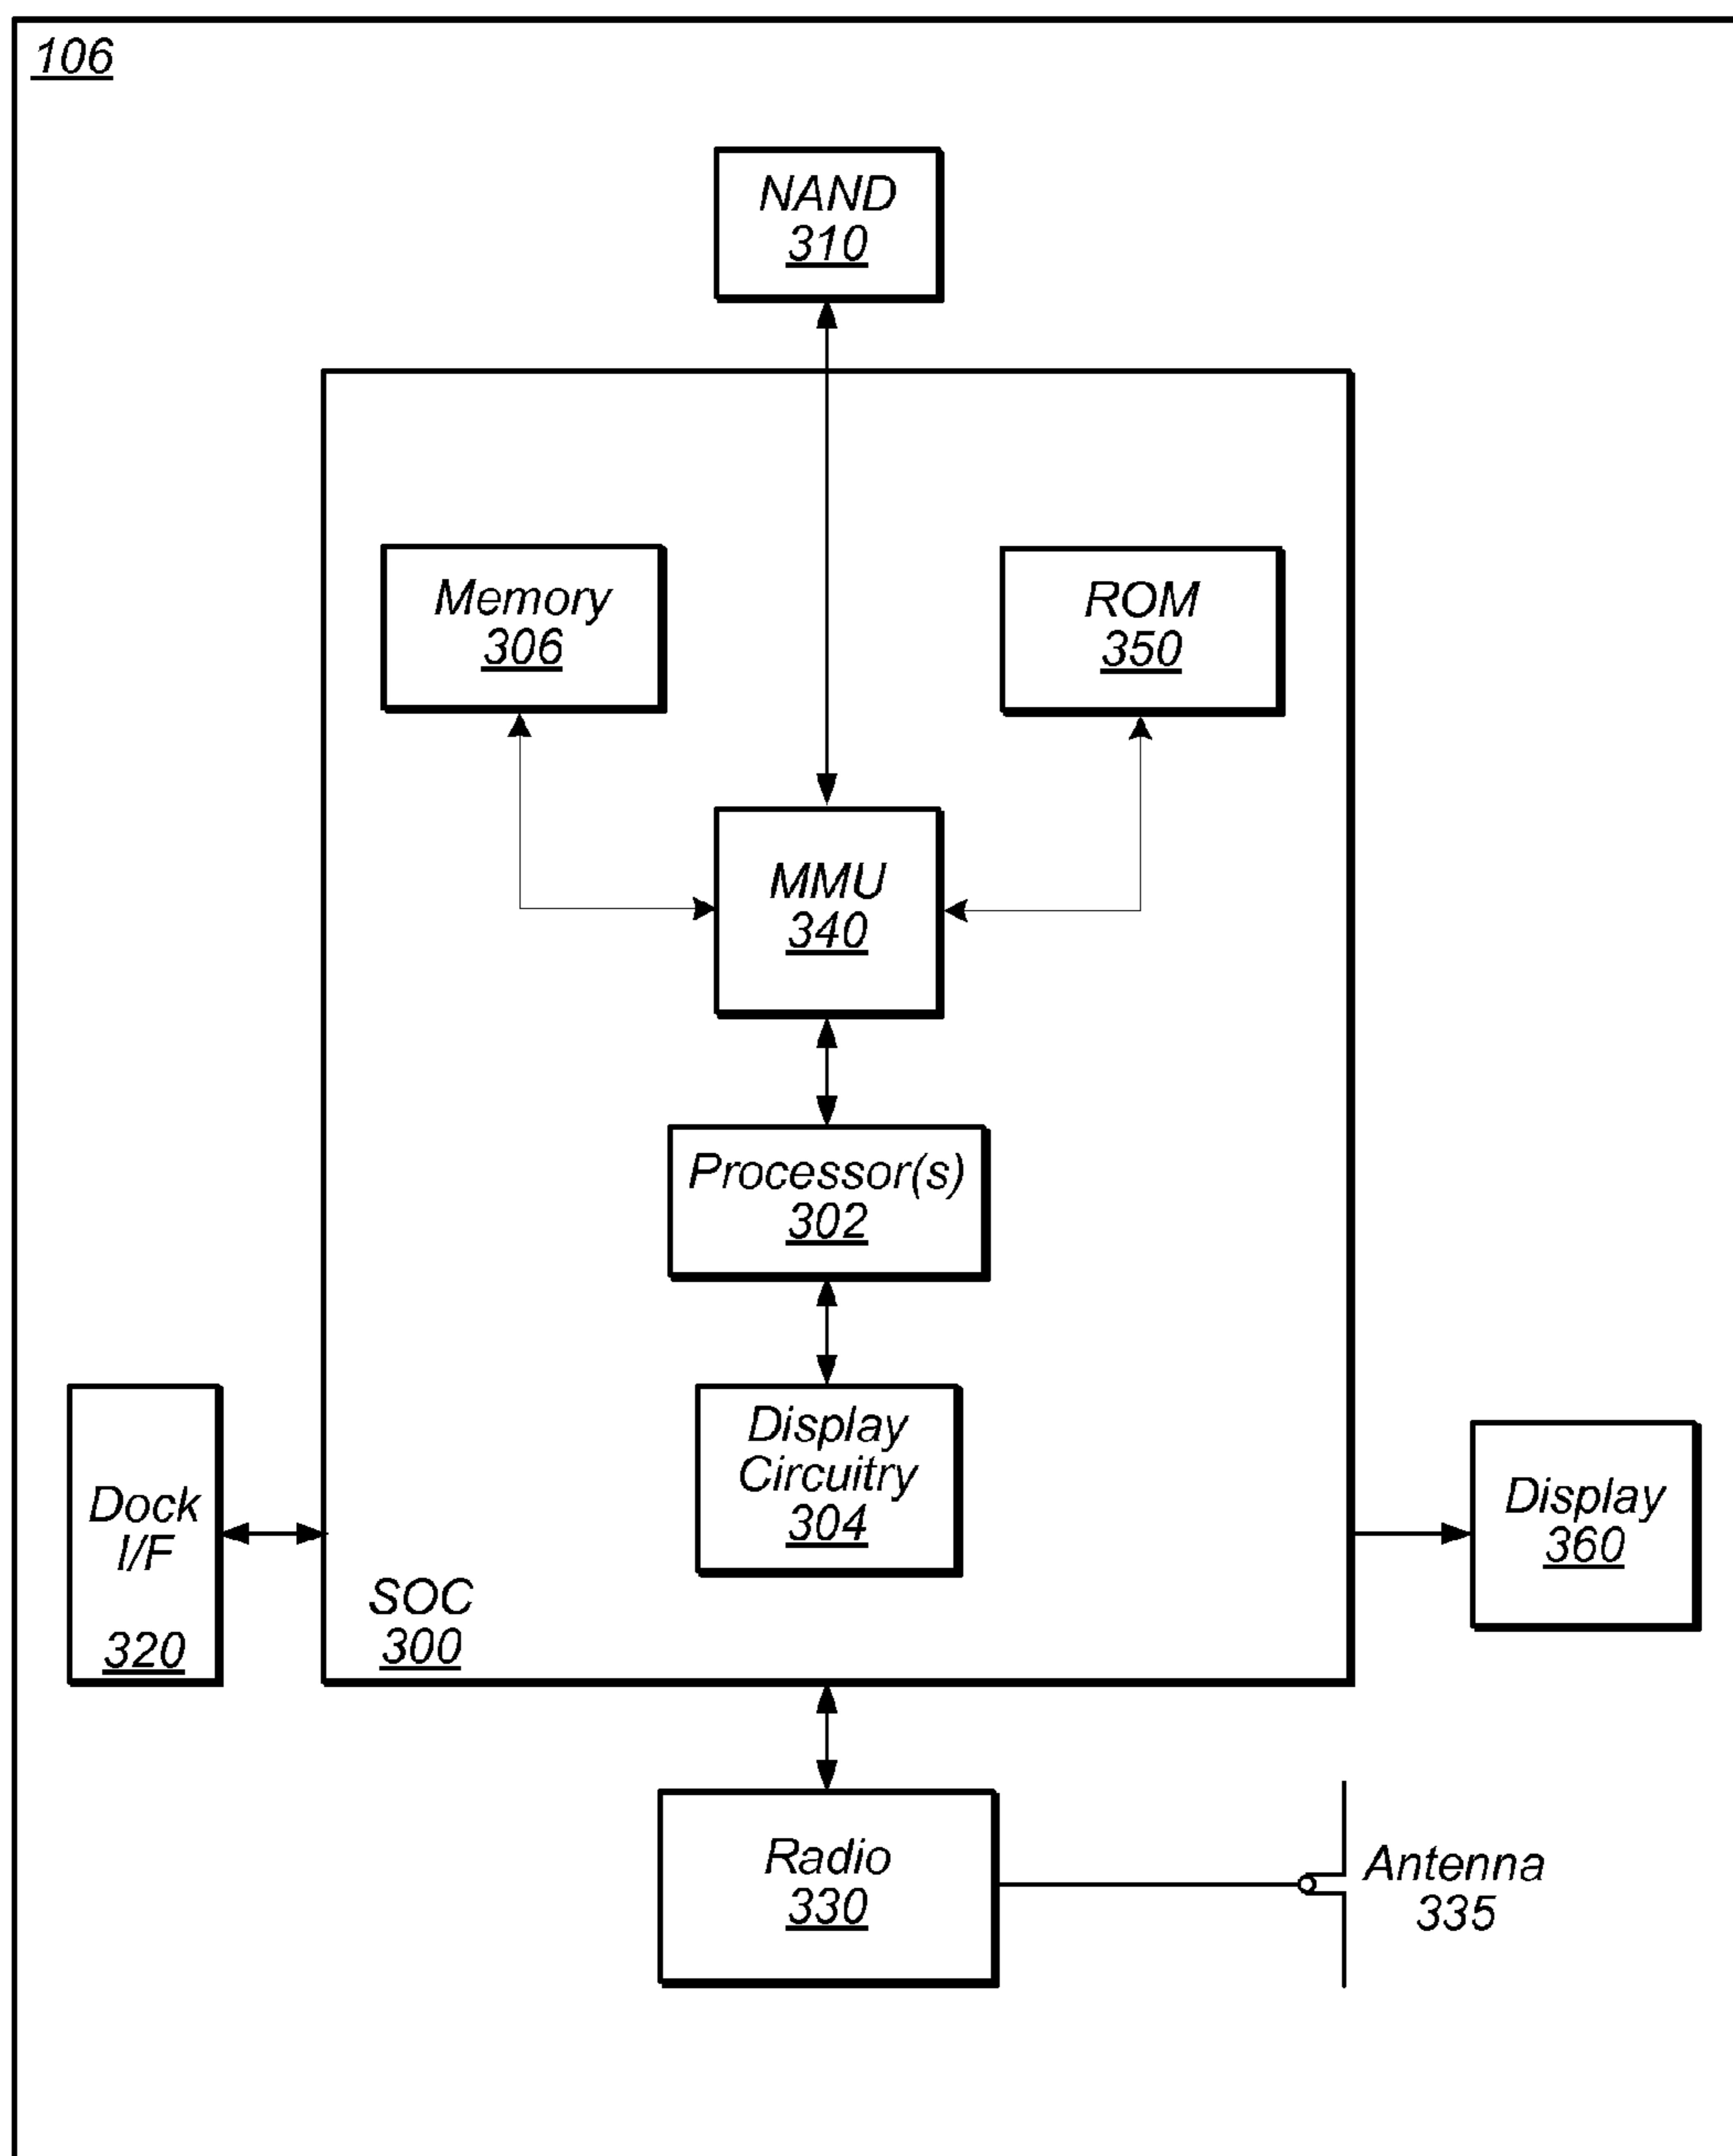 106
NAND
310
Memory
306
ROM
350
MMU
340
Processor(s)
302
Display
Circuitry
304
Dock
I/F
320
SOC
300
Display
360
Radio
330
Antenna
335